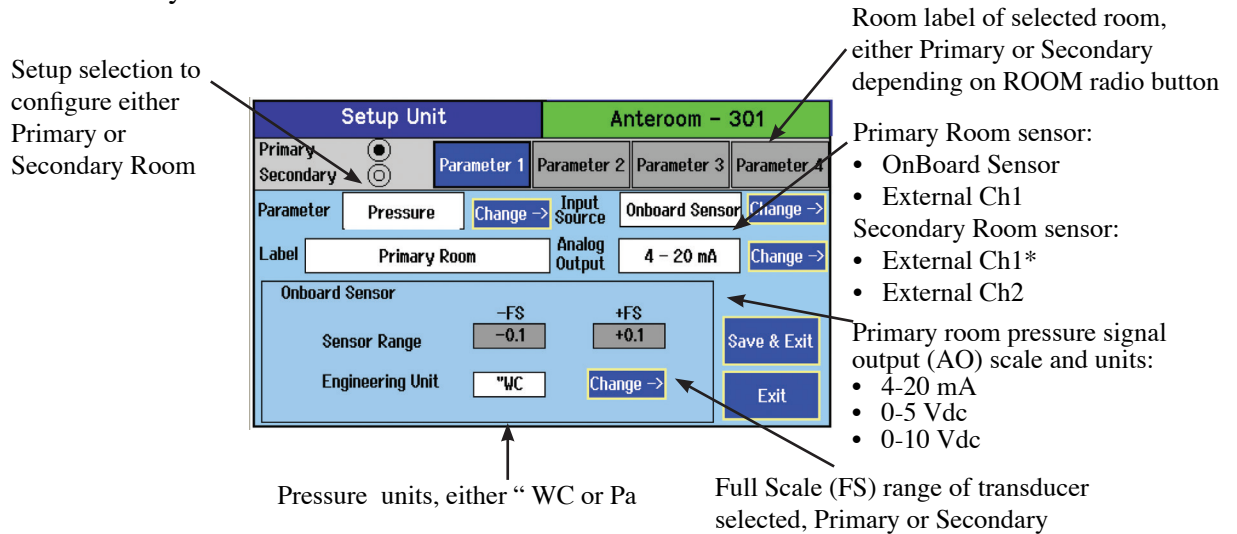 Room label of selected room,
either Primary or Secondary
depending on ROOM radio button
Setup selection to
configure either
Primary or
Secondary Room
Setup Unit
Anteroom - 301
Primary
Secondary
Parameter 1
Parameter 2
Parameter 3
Parameter 4
Parameter
Pressure
Change ->
Input
Source
Onboard Sensor
Change ->
Label
Primary Room
Analog
Output
4 - 20 mA
Change ->
Onboard Sensor
-FS
+FS
Sensor Range
-0.1
+0.1
Engineering Unit
"WC
Change ->
Save & Exit
Exit
Primary Room sensor:
• OnBoard Sensor
• External Ch1
Secondary Room sensor:
• External Ch1*
• External Ch2
Primary room pressure signal
output (AO) scale and units:
• 4-20 mA
• 0-5 Vdc
• 0-10 Vdc
Pressure units, either “ WC or Pa
Full Scale (FS) range of transducer
selected, Primary or Secondary